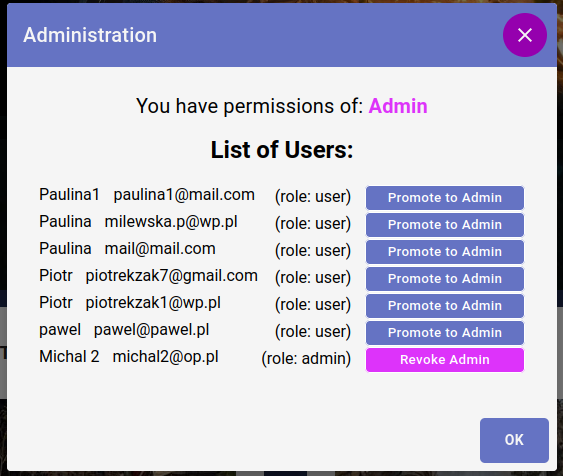 Administration
You have permissions of: Admin
List of Users:
Paulina1 paulina1@mail.com (role: user) Promote to Admin
Paulina milewska.p@wp.pl (role: user) Promote to Admin
Paulina mail@mail.com (role: user) Promote to Admin
Piotr piotrekzak7@gmail.com (role: user) Promote to Admin
Piotr piotrekzak1@wp.pl (role: user) Promote to Admin
pawel pawel@pawel.pl (role: user) Promote to Admin
Michal 2 michal2@op.pl (role: admin) Revoke Admin
OK